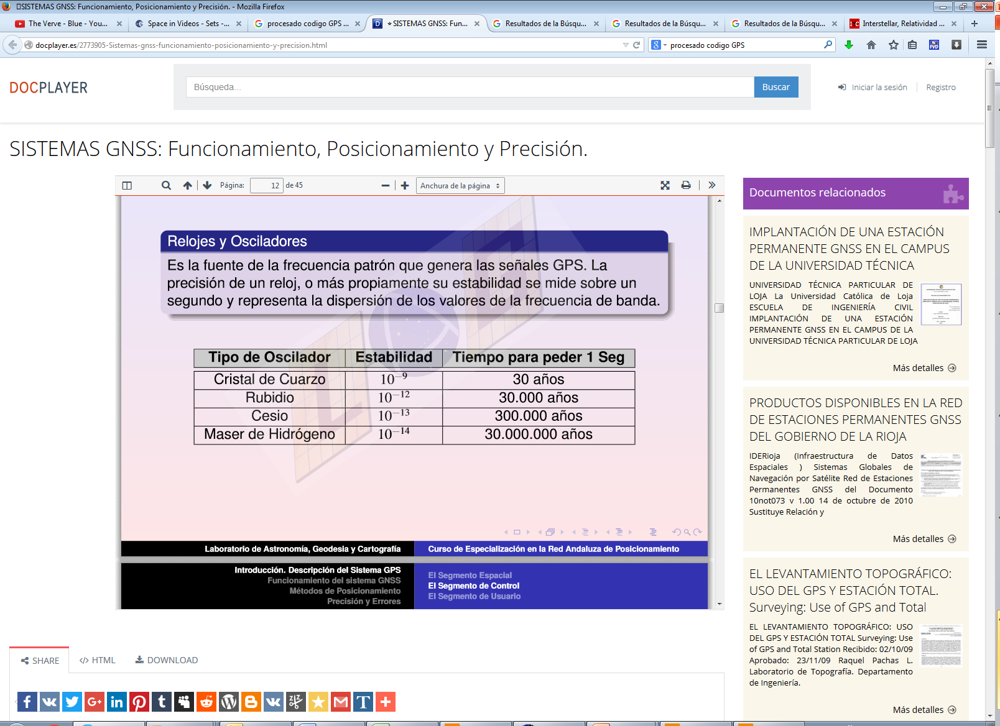 SISTEMAS GNSS: Funcionamiento, Posicionamiento y Precisión. - Mozilla Firefox
The Verve - Blue - You...
Space in Videos - Sets -...
procesado codigo GPS ...
* SISTEMAS GNSS: Fun...
Resultados de la Búsqu...
Resultados de la Búsqu...
Resultados de la Búsqu...
Interstellar, Relatividad ...
docplayer.es/2773905-Sistemas-gnss-funcionamiento-posicionamiento-y-precision.html
procesado codigo GPS
DOCPLAYER
Búsqueda...
Buscar
Iniciar la sesión
Registro
SISTEMAS GNSS: Funcionamiento, Posicionamiento y Precisión.
Página: 12 de 45
Anchura de la página
Relojes y Osciladores
Es la fuente de la frecuencia patrón que genera las señales GPS. La
precisión de un reloj, o más propiamente su estabilidad se mide sobre un
segundo y representa la dispersión de los valores de la frecuencia de banda.
Tipo de Oscilador Estabilidad Tiempo para peder 1 Seg
Cristal de Cuarzo 10⁻⁹ 30 años
Rubidio 10⁻¹² 30.000 años
Cesio 10⁻¹³ 300.000 años
Maser de Hidrógeno 10⁻¹⁴ 30.000.000 años
Laboratorio de Astronomía, Geodesia y Cartografía
Curso de Especialización en la Red Andaluza de Posicionamiento
Introducción. Descripción del Sistema GPS
Funcionamiento del sistema GNSS
Métodos de Posicionamiento
Precisión y Errores
El Segmento Espacial
El Segmento de Control
El Segmento de Usuario
Documentos relacionados
IMPLANTACIÓN DE UNA ESTACIÓN
PERMANENTE GNSS EN EL CAMPUS
DE LA UNIVERSIDAD TÉCNICA
UNIVERSIDAD TÉCNICA PARTICULAR DE
LOJA La Universidad Católica de Loja
ESCUELA DE INGENIERÍA CIVIL
IMPLANTACIÓN DE UNA ESTACIÓN
PERMANENTE GNSS EN EL CAMPUS DE LA
UNIVERSIDAD TÉCNICA PARTICULAR DE LOJA
Más detalles
PRODUCTOS DISPONIBLES EN LA RED
DE ESTACIONES PERMANENTES GNSS
DEL GOBIERNO DE LA RIOJA
IDERioja (Infraestructura de Datos
Espaciales ) Sistemas Globales de
Navegación por Satélite Red de Estaciones
Permanentes GNSS del Documento
10not073 v 1.00 14 de octubre de 2010
Sustituye Relación y
Más detalles
EL LEVANTAMIENTO TOPOGRÁFICO:
USO DEL GPS Y ESTACIÓN TOTAL.
Surveying: Use of GPS and Total
EL LEVANTAMIENTO TOPOGRÁFICO: USO
DEL GPS Y ESTACIÓN TOTAL Surveying: Use
of GPS and Total Station Recibido: 02/10/09
Aprobado: 23/11/09 Raquel Pachas L.
Laboratorio de Topografía. Departamento
de Ingeniería.
Más detalles
SHARE
HTML
DOWNLOAD